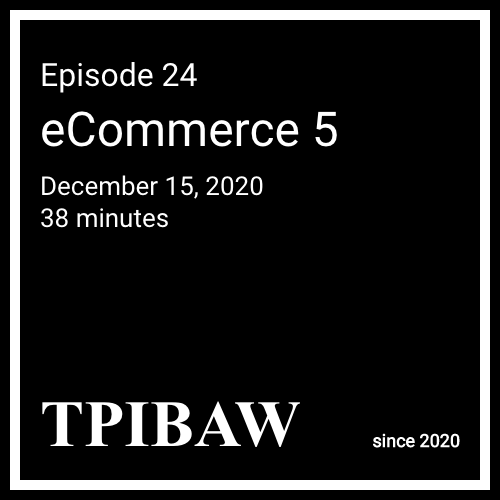 Episode 24
eCommerce 5
December 15, 2020
38 minutes
TPIBAW
since 2020